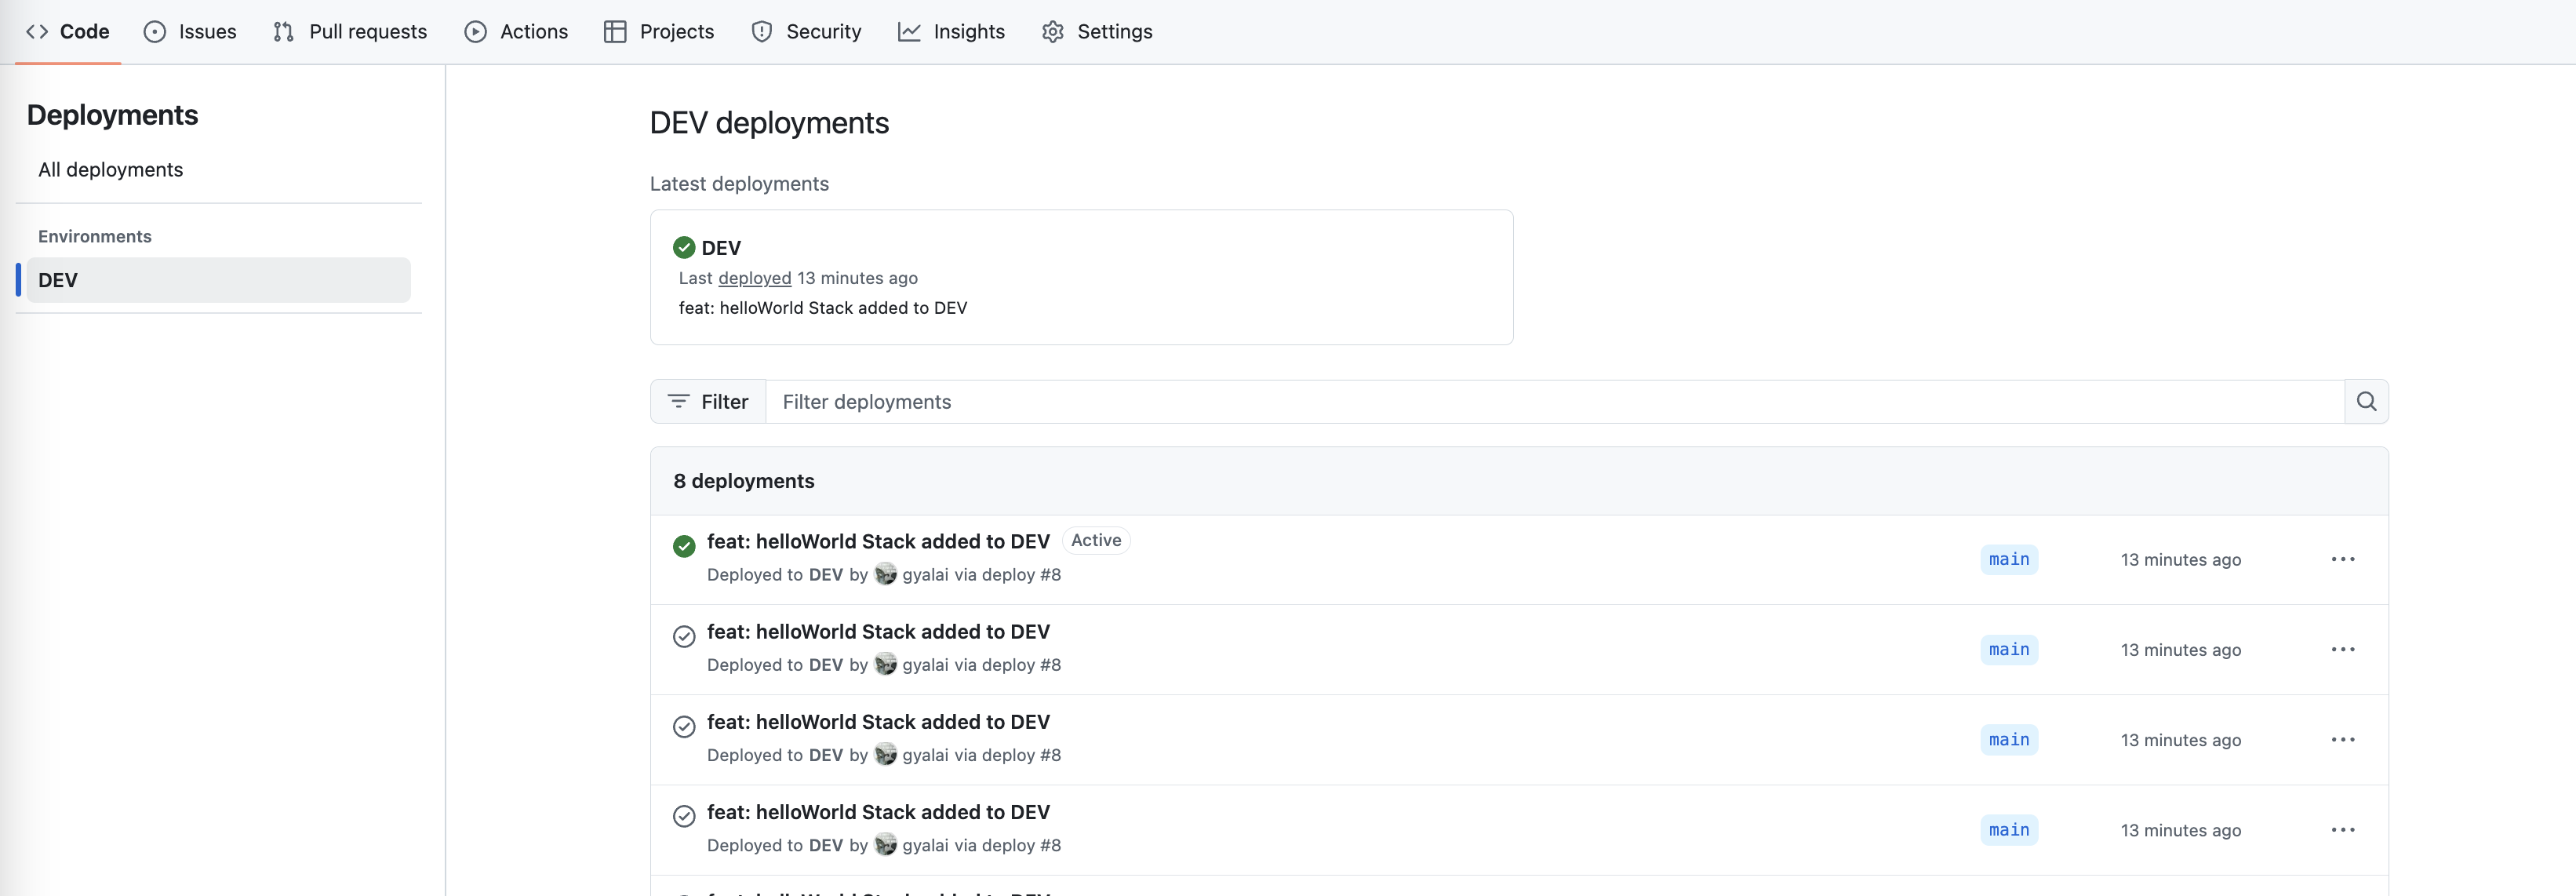 Code Issues Pull requests Actions Projects Security Insights Settings
Deployments
All deployments
Environments
DEV
DEV deployments
Latest deployments
DEV
Last deployed 13 minutes ago
feat: helloWorld Stack added to DEV
Filter Filter deployments
8 deployments
feat: helloWorld Stack added to DEV Active
Deployed to DEV by gyalai via deploy #8
main 13 minutes ago
feat: helloWorld Stack added to DEV
Deployed to DEV by gyalai via deploy #8
main 13 minutes ago
feat: helloWorld Stack added to DEV
Deployed to DEV by gyalai via deploy #8
main 13 minutes ago
feat: helloWorld Stack added to DEV
Deployed to DEV by gyalai via deploy #8
main 13 minutes ago